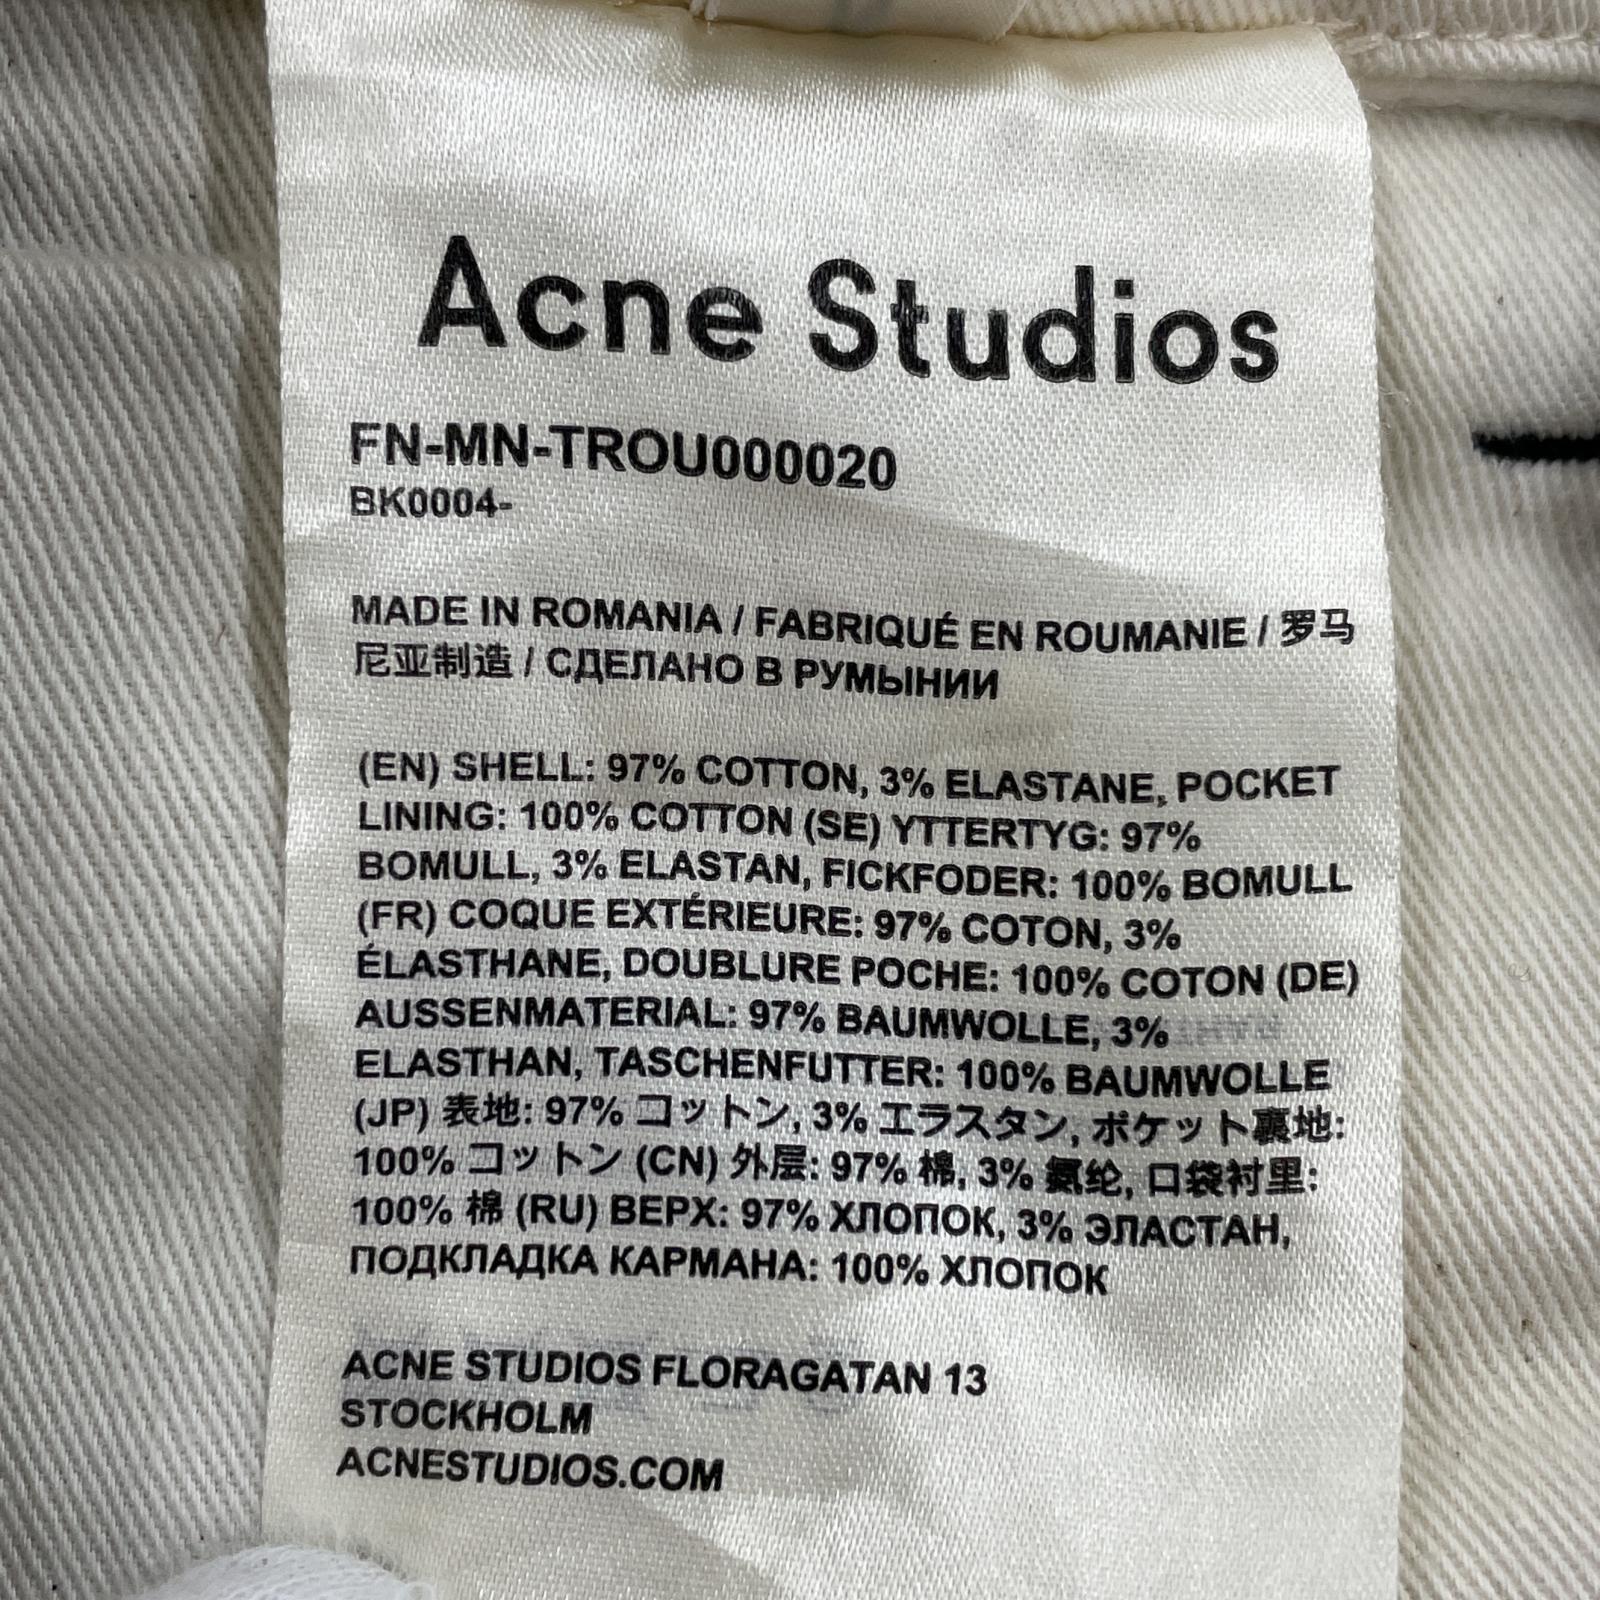 Acne Studios
FN-MN-TROU000020
BK0004-
MADE IN ROMANIA / FABRIQUÉ EN ROUMANIE / 罗马
尼亚制造 / СДЕЛАНО В РУМЫНИИ
(EN) SHELL: 97% COTTON, 3% ELASTANE, POCKET
LINING: 100% COTTON (SE) YTTERTYG: 97%
BOMULL, 3% ELASTAN, FICKFODER: 100% BOMULL
(FR) COQUE EXTÉRIEURE: 97% COTON, 3%
ÉLASTHANE, DOUBLURE POCHE: 100% COTON (DE)
AUSSENMATERIAL: 97% BAUMWOLLE, 3%
ELASTHAN, TASCHENFUTTER: 100% BAUMWOLLE
(JP) 表地: 97% コットン, 3% エラスタン, ポケット裏地:
100% コットン (CN) 外层: 97% 棉, 3% 氨纶, 口袋衬里:
100% 棉 (RU) ВЕРХ: 97% ХЛОПОК, 3% ЭЛАСТАН,
ПОДКЛАДКА КАРМАНА: 100% ХЛОПОК
ACNE STUDIOS FLORAGATAN 13
STOCKHOLM
ACNESTUDIOS.COM